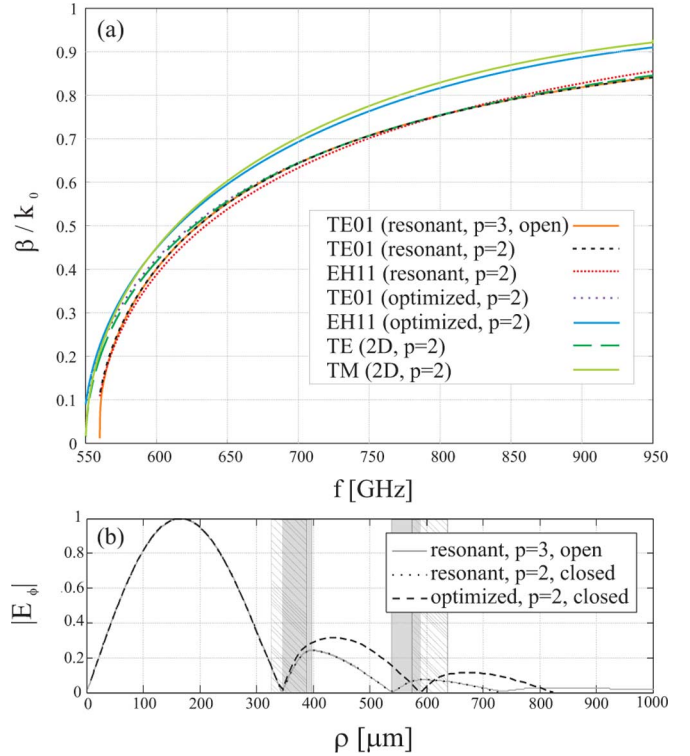 (a)
1
0.9
0.8
0.7
0.6
0.5
0.4
0.3
0.2
0.1
0
β / k₀
TE01 (resonant, p=3, open)
TE01 (resonant, p=2)
EH11 (resonant, p=2)
TE01 (optimized, p=2)
EH11 (optimized, p=2)
TE (2D, p=2)
TM (2D, p=2)
550 600 650 700 750 800 850 900 950
f [GHz]
(b)
1
0.8
0.6
0.4
0.2
0
|E_ϕ|
resonant, p=3, open
resonant, p=2, closed
optimized, p=2, closed
0 100 200 300 400 500 600 700 800 900 1000
ρ [μm]